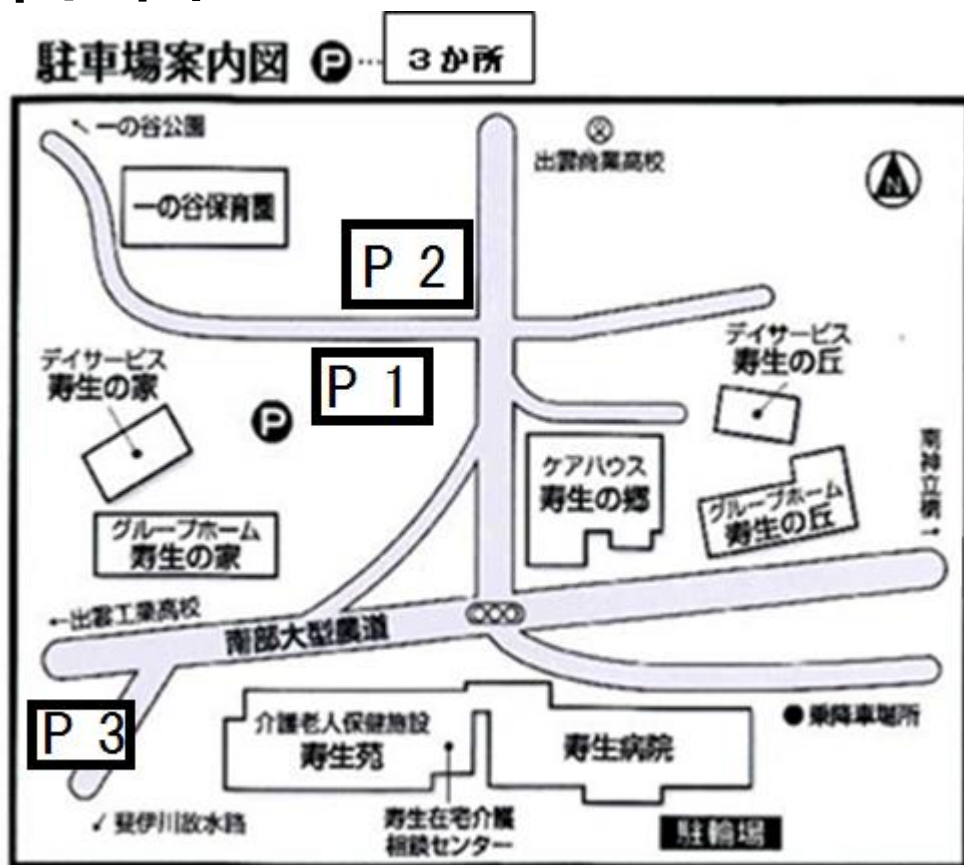 駐車場案内図 P… 3か所
↖ 一の谷公園
出雲商業高校
N
一の谷保育園
P 2
デイサービス
寿生の家
P 1
P
デイサービス
寿生の丘
ケアハウス
寿生の郷
グループホーム
寿生の丘
南神立橋→
グループホーム
寿生の家
←出雲工業高校
南部大型農道
P 3
介護老人保健施設
寿生苑
寿生病院
●乗降車場所
↙ 斐伊川放水路
寿生在宅介護
相談センター
駐輪場